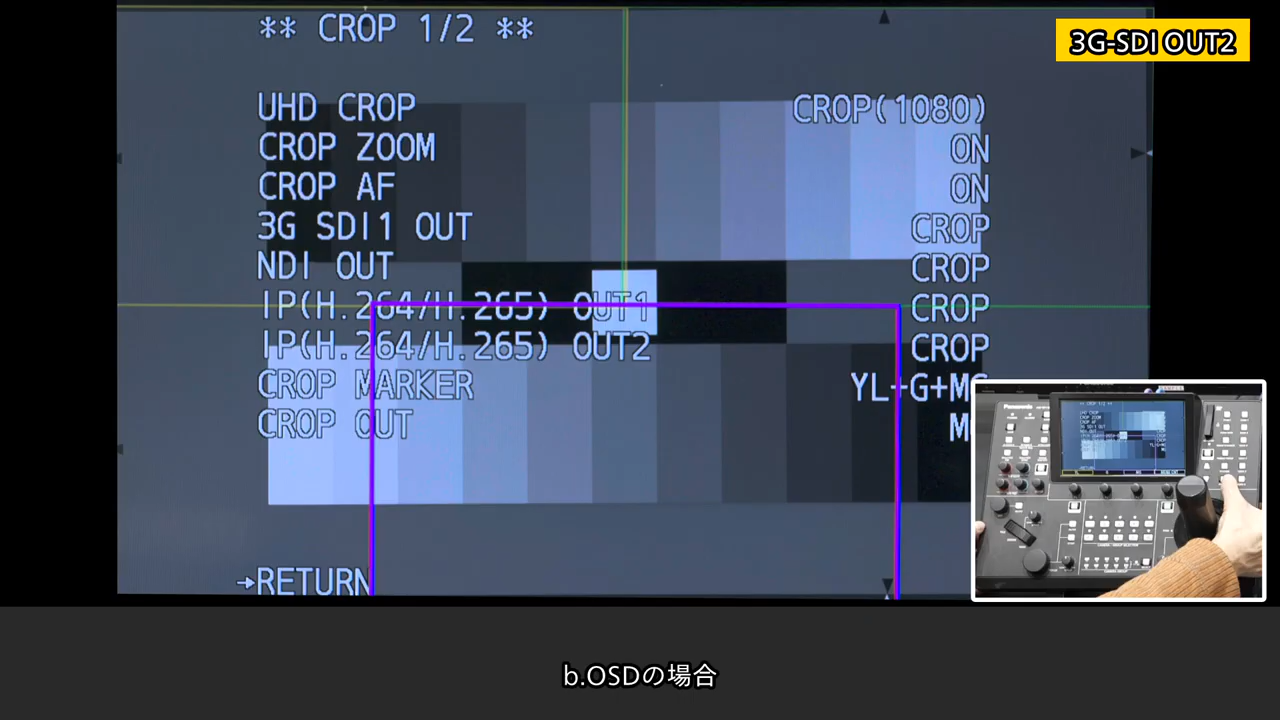 ** CROP 1/2 **
3G-SDI OUT2
UHD CROP CROP(1080)
CROP ZOOM ON
CROP AF ON
3G SDI1 OUT CROP
NDI OUT CROP
IP(H.264/H.265) OUT1 CROP
IP(H.264/H.265) OUT2 CROP
CROP MARKER YL+G+MG
CROP OUT M
→RETURN
b.OSDの場合